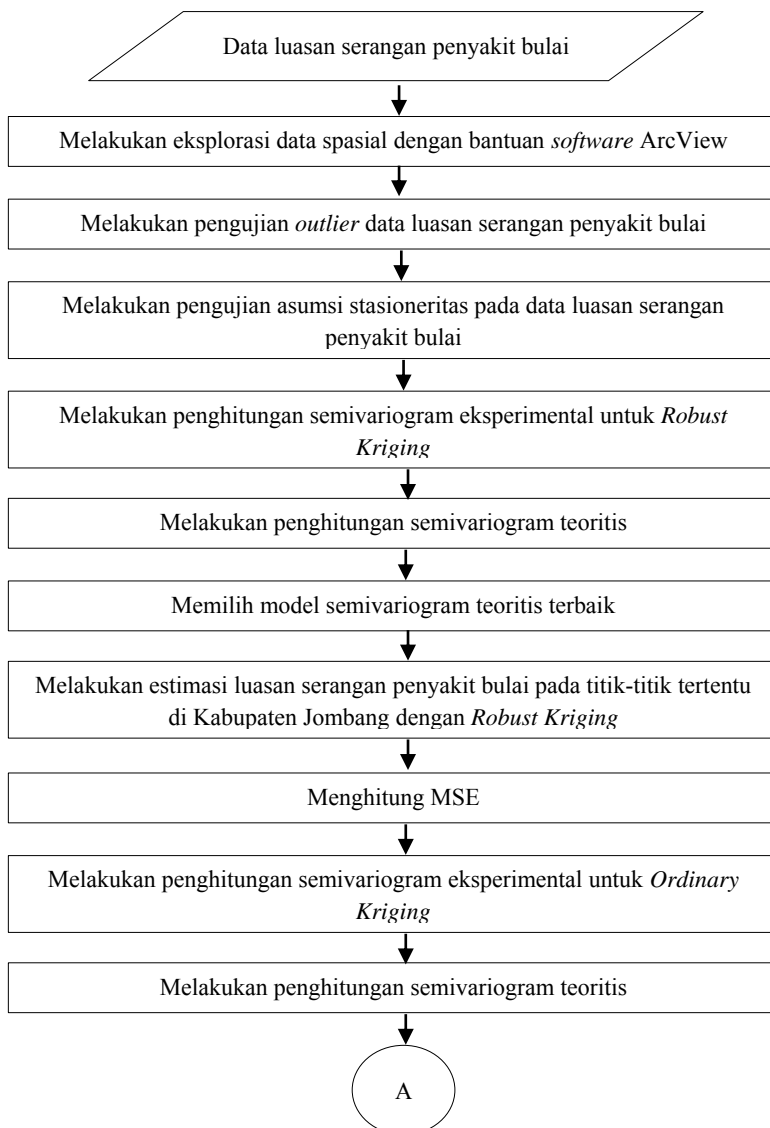 Data luasan serangan penyakit bulai
Melakukan eksplorasi data spasial dengan bantuan software ArcView
Melakukan pengujian outlier data luasan serangan penyakit bulai
Melakukan pengujian asumsi stasioneritas pada data luasan serangan
penyakit bulai
Melakukan penghitungan semivariogram eksperimental untuk Robust
Kriging
Melakukan penghitungan semivariogram teoritis
Memilih model semivariogram teoritis terbaik
Melakukan estimasi luasan serangan penyakit bulai pada titik-titik tertentu
di Kabupaten Jombang dengan Robust Kriging
Menghitung MSE
Melakukan penghitungan semivariogram eksperimental untuk Ordinary
Kriging
Melakukan penghitungan semivariogram teoritis
A